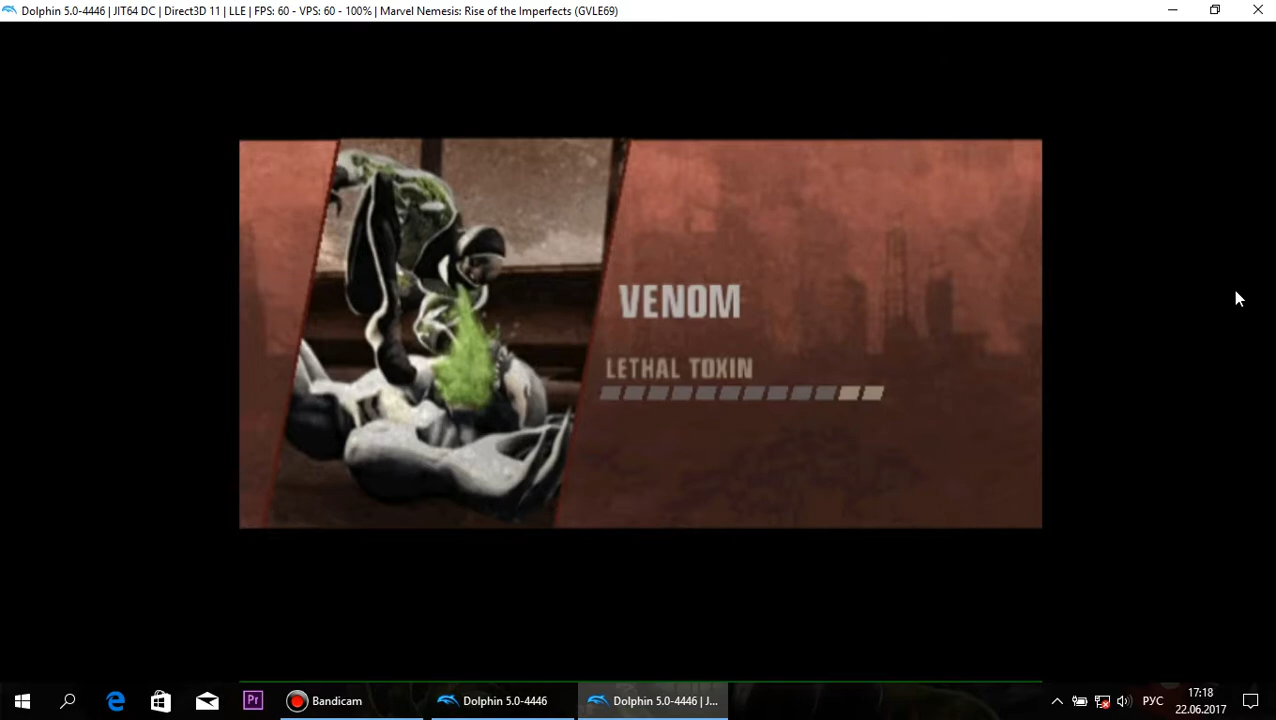 Dolphin 5.0-4446 | JIT64 DC | Direct3D 11 | LLE | FPS: 60 - VPS: 60 - 100% | Marvel Nemesis: Rise of the Imperfects (GVLE69)
VENOM
LETHAL TOXIN
Pr
Bandicam
Dolphin 5.0-4446
Dolphin 5.0-4446 | J...
РУС
17:18
22.06.2017